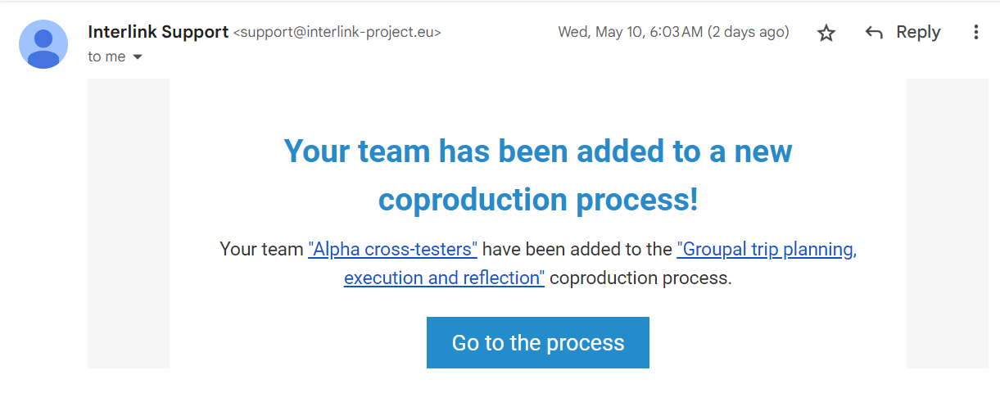 Interlink Support <support@interlink-project.eu>
Wed, May 10, 6:03 AM (2 days ago)
Reply
to me
Your team has been added to a new
coproduction process!
Your team "Alpha cross-testers" have been added to the "Groupal trip planning,
execution and reflection" coproduction process.
Go to the process